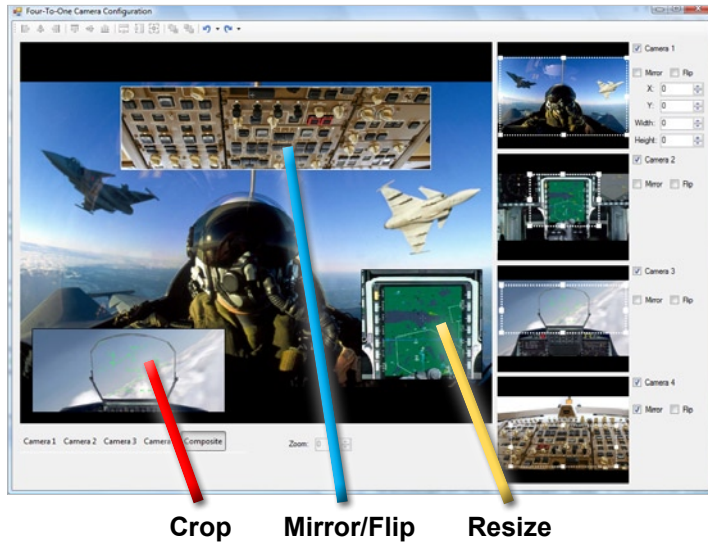 Four-To-One Camera Configuration
Camera 1
Mirror Flip
X: 0
Y: 0
Width: 0
Height: 0
Camera 2
Mirror Flip
Camera 3
Mirror Flip
Camera 4
Mirror Flip
Camera 1 Camera 2 Camera 3 Camera Composite
Zoom: 0
Crop Mirror/Flip Resize